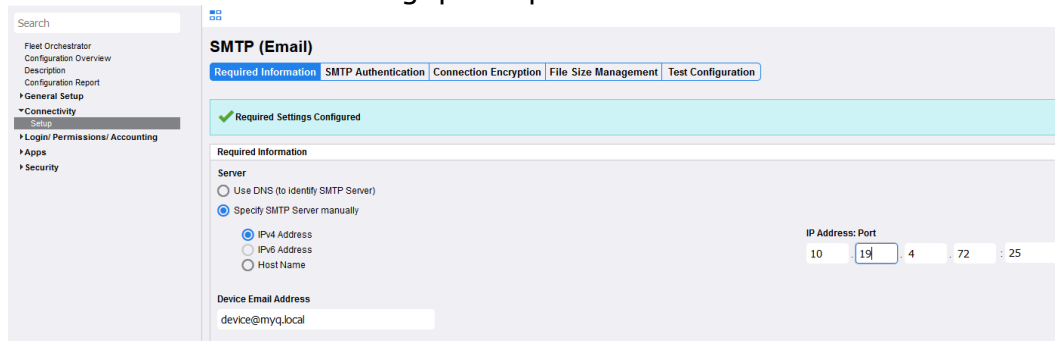 Search
Fleet Orchestrator
Configuration Overview
Description
Configuration Report
General Setup
Connectivity
Setup
Login/ Permissions/ Accounting
Apps
Security
SMTP (Email)
Required Information SMTP Authentication Connection Encryption File Size Management Test Configuration
Required Settings Configured
Required Information
Server
Use DNS (to identify SMTP Server)
Specify SMTP Server manually
IPv4 Address
IPv6 Address
Host Name
IP Address: Port
10 . 19 . 4 . 72 : 25
Device Email Address
device@myq.local